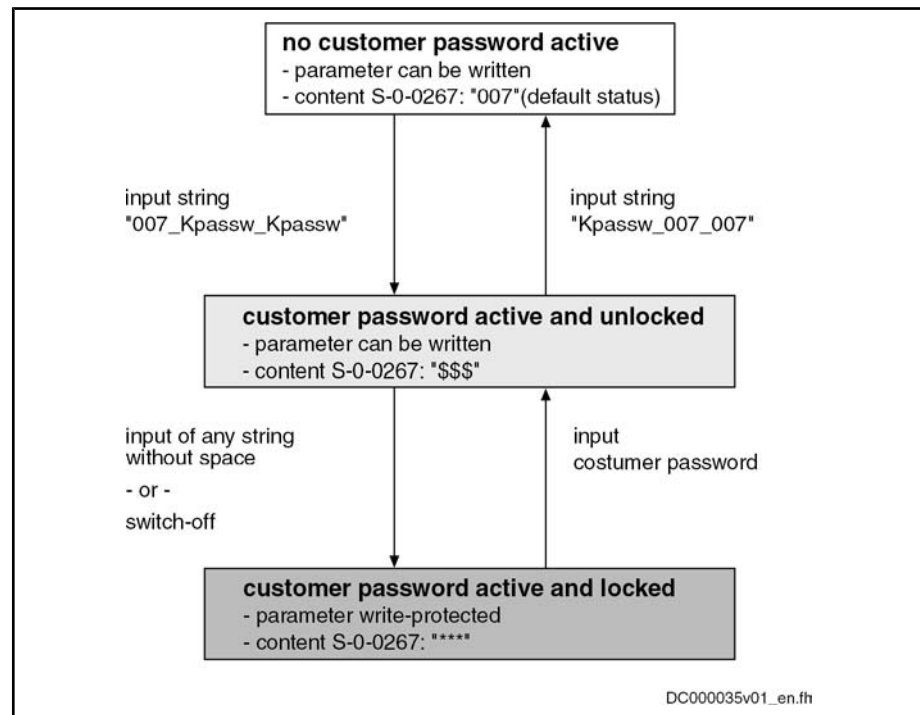 no customer password active
- parameter can be written
- content S-0-0267: "007"(default status)
input string
"007_Kpassw_Kpassw"
input string
"Kpassw_007_007"
customer password active and unlocked
- parameter can be written
- content S-0-0267: "$$$"
input of any string
without space
- or -
switch-off
input
costumer password
customer password active and locked
- parameter write-protected
- content S-0-0267: "***"
DC000035v01_en.fh